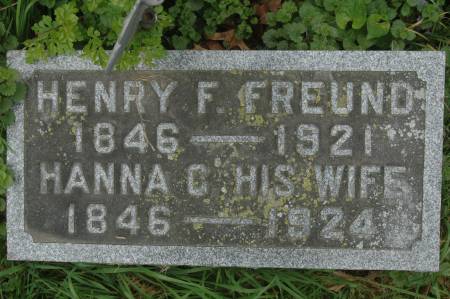 HENRY F. FREUND
1846 — 1921
HANNA C. HIS WIFE
1846 — 1924